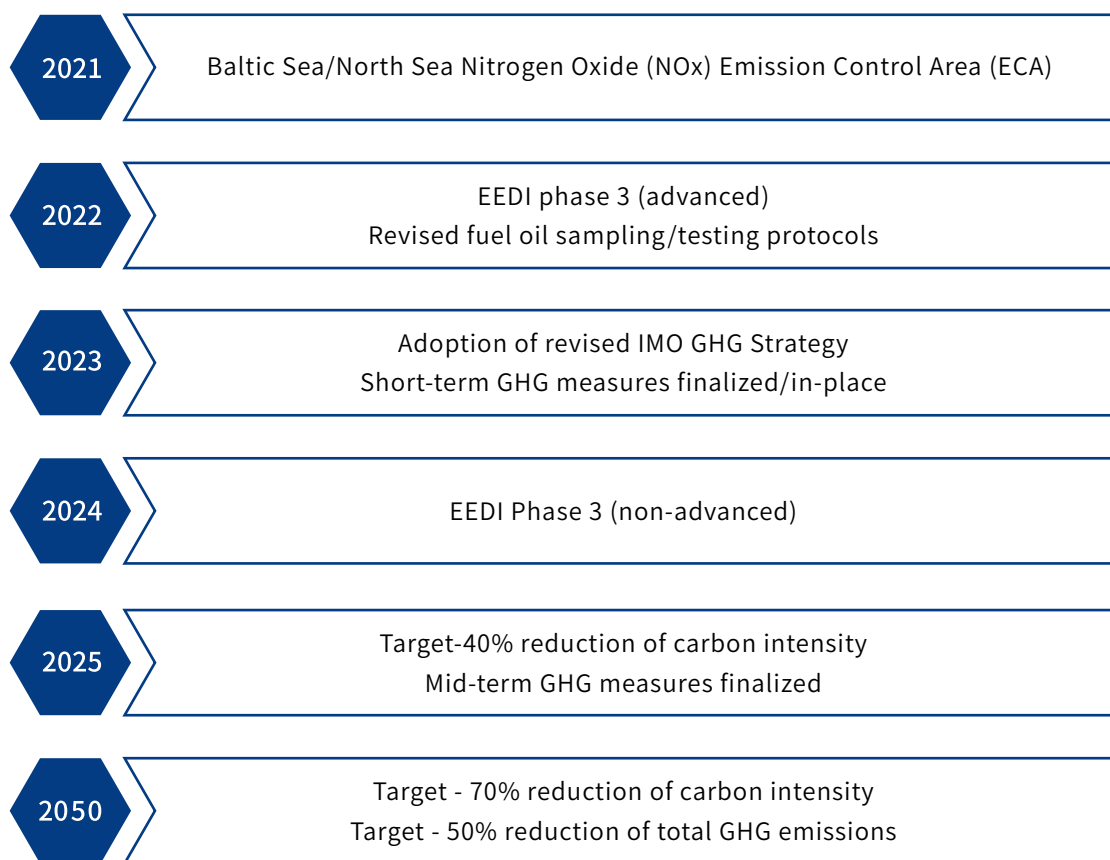 2021
Baltic Sea/North Sea Nitrogen Oxide (NOx) Emission Control Area (ECA)
2022
EEDI phase 3 (advanced)
Revised fuel oil sampling/testing protocols
2023
Adoption of revised IMO GHG Strategy
Short-term GHG measures finalized/in-place
2024
EEDI Phase 3 (non-advanced)
2025
Target-40% reduction of carbon intensity
Mid-term GHG measures finalized
2050
Target - 70% reduction of carbon intensity
Target - 50% reduction of total GHG emissions